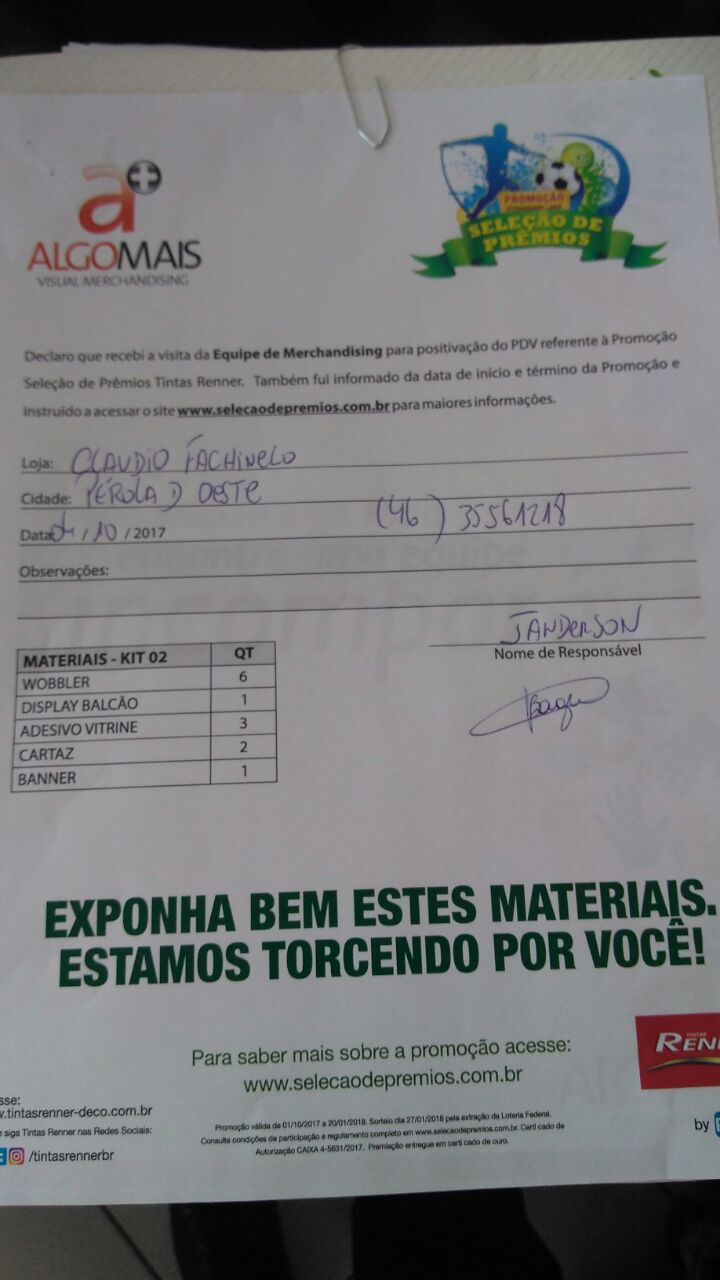 a+
ALGOMAIS
VISUAL MERCHANDISING
PROMOÇÃO
SELEÇÃO DE
PRÊMIOS
Declaro que recebi a visita da Equipe de Merchandising para positivação do PDV referente à Promoção
Seleção de Prêmios Tintas Renner. Também fui informado da data de início e término da Promoção e
instruído a acessar o site www.selecaodepremios.com.br para maiores informações.
Loja: CLAUDIO FACHINELO
Cidade: PÉROLA D OESTE
Data: /10/2017 (46) 35561218
Observações:
JANDERSON
Nome de Responsável
MATERIAIS - KIT 02 QT
WOBBLER 6
DISPLAY BALCÃO 1
ADESIVO VITRINE 3
CARTAZ 2
BANNER 1
EXPONHA BEM ESTES MATERIAIS.
ESTAMOS TORCENDO POR VOCÊ!
Para saber mais sobre a promoção acesse:
www.selecaodepremios.com.br
TINTAS
RENN
sse:
.tintasrenner-deco.com.br
e siga Tintas Renner nas Redes Sociais:
/tintasrennerbr
Promoção válida de 01/10/2017 a 20/01/2018. Sorteio dia 27/01/2018 pela extração da Loteria Federal.
Consulte condições de participação e regulamento completo em www.selecaodepremios.com.br. Certi cado de
Autorização CAIXA 4-5631/2017. Premiação entregue em certi cado de ouro.
by